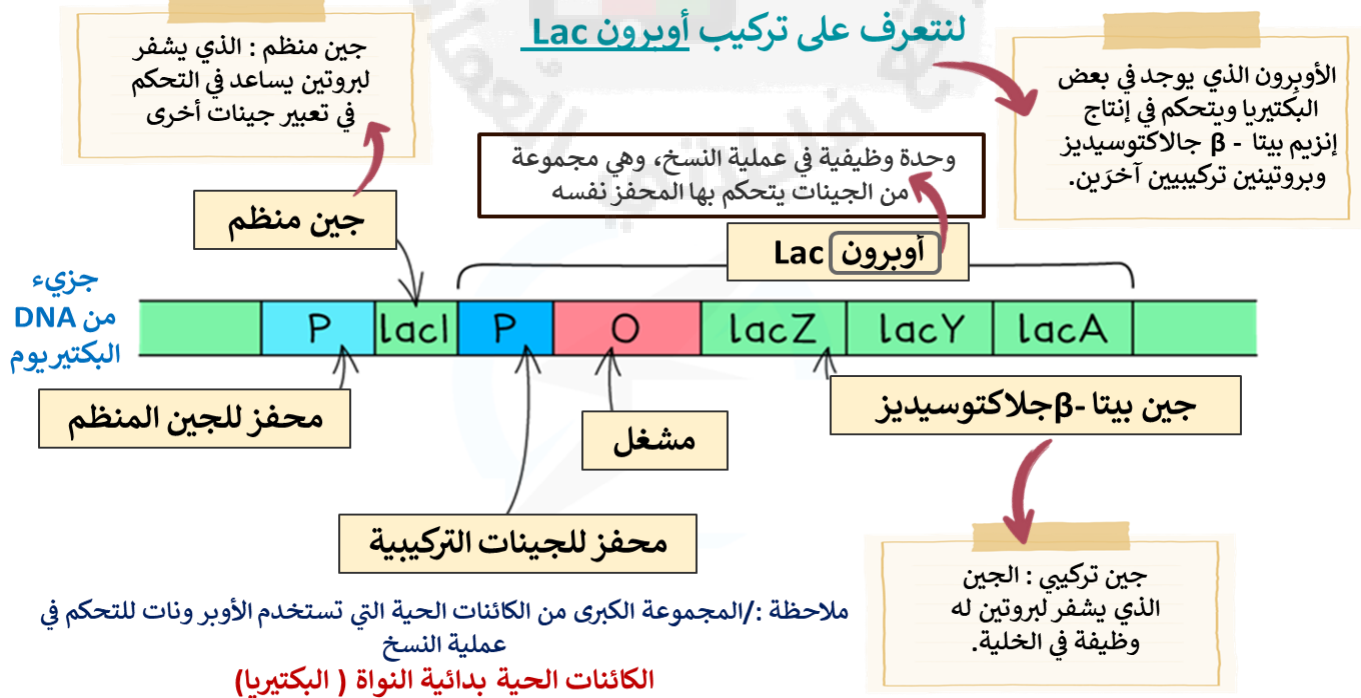 لنتعرف على تركيب أوبرون Lac
الأوبِرون الذي يوجد في بعض
البكتيريا ويتحكم في إنتاج
إنزيم بيتا - β جالاكتوسيديز
وبروتينين تركيبيين آخرَين.
جين منظم : الذي يشفر
لبروتين يساعد في التحكم
في تعبير جينات أخرى
وحدة وظيفية في عملية النسخ، وهي مجموعة
من الجينات يتحكم بها المحفز نفسه
جين منظم
أوبرون Lac
جزيء
من DNA
البكتيريوم
P lacI P O lacZ lacY lacA
محفز للجين المنظم
مشغل
جين بيتا -βجلاكتوسيديز
محفز للجينات التركيبية
جين تركيبي : الجين
الذي يشفر لبروتين له
وظيفة في الخلية.
ملاحظة :/المجموعة الكبرى من الكائنات الحية التي تستخدم الأوبر ونات للتحكم في
عملية النسخ
الكائنات الحية بدائية النواة ( البكتيريا)